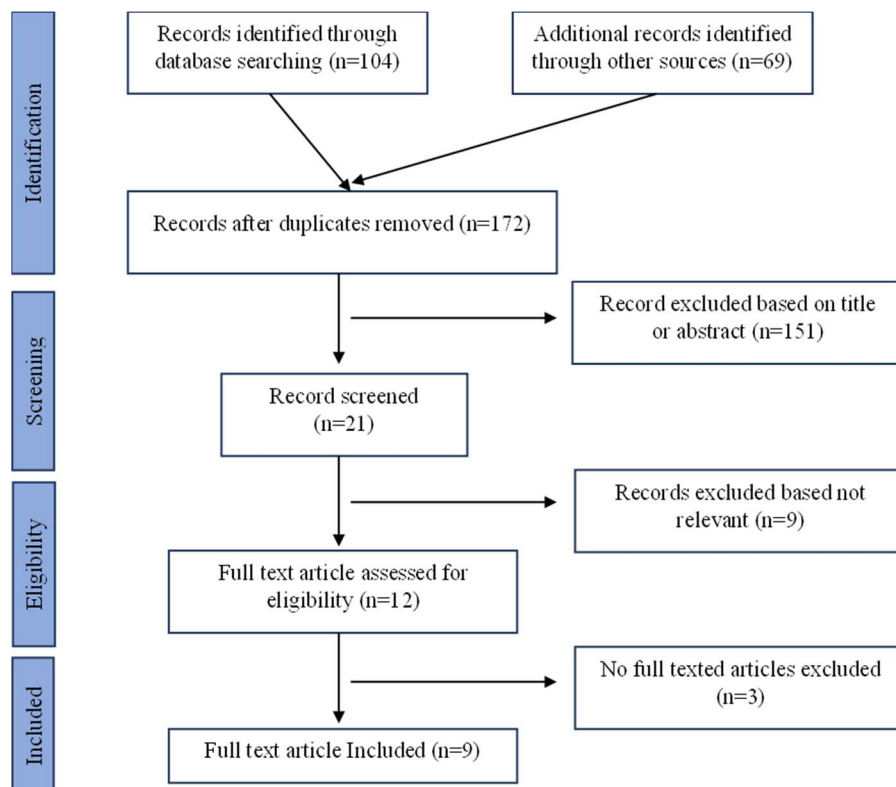 Identification
Records identified through
database searching (n=104)
Additional records identified
through other sources (n=69)
Records after duplicates removed (n=172)
Screening
Record excluded based on title
or abstract (n=151)
Record screened
(n=21)
Eligibility
Records excluded based not
relevant (n=9)
Full text article assessed for
eligibility (n=12)
Included
No full texted articles excluded
(n=3)
Full text article Included (n=9)